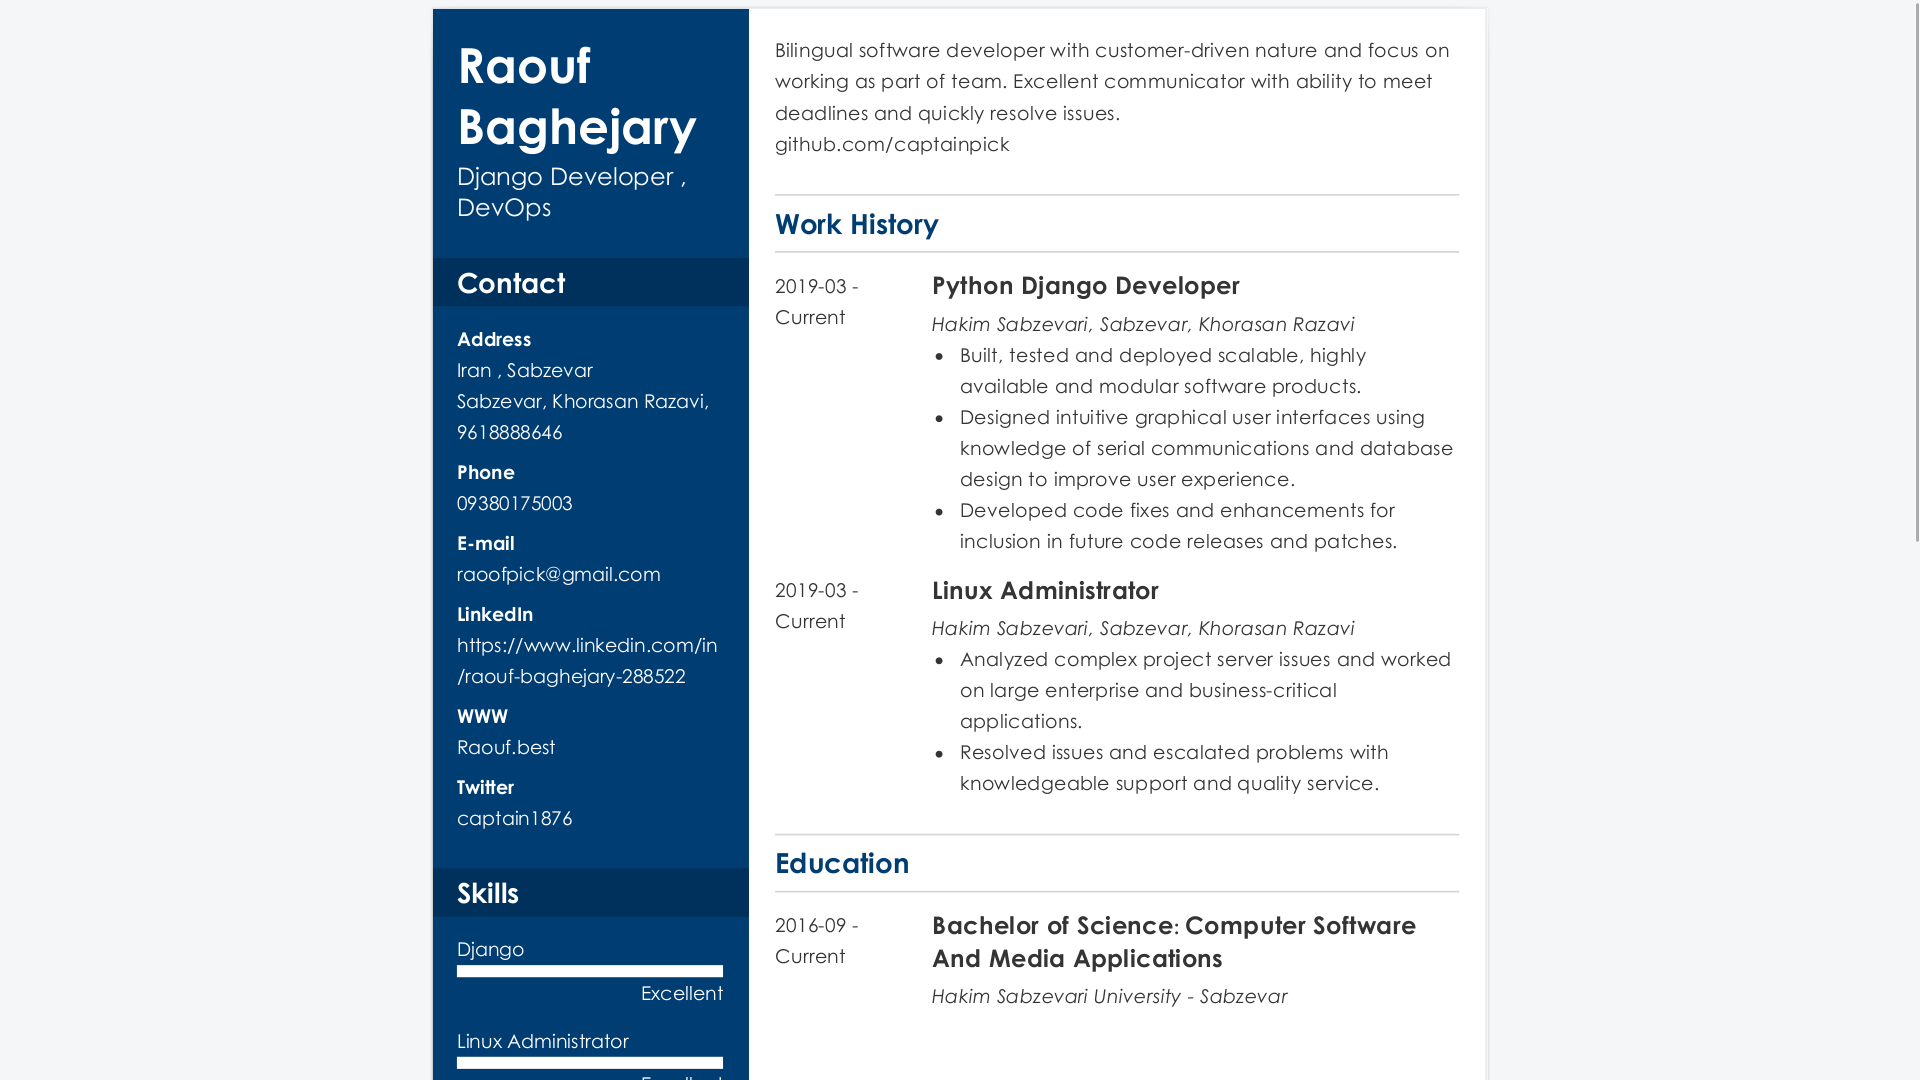 Raouf
Baghejary
Django Developer ,
DevOps
Contact
Address
Iran , Sabzevar
Sabzevar, Khorasan Razavi,
9618888646
Phone
09380175003
E-mail
raoofpick@gmail.com
LinkedIn
https://www.linkedin.com/in
/raouf-baghejary-288522
WWW
Raouf.best
Twitter
captain1876
Skills
Django
Excellent
Linux Administrator
Bilingual software developer with customer-driven nature and focus on
working as part of team. Excellent communicator with ability to meet
deadlines and quickly resolve issues.
github.com/captainpick
Work History
2019-03 -
Current
Python Django Developer
Hakim Sabzevari, Sabzevar, Khorasan Razavi
• Built, tested and deployed scalable, highly
available and modular software products.
• Designed intuitive graphical user interfaces using
knowledge of serial communications and database
design to improve user experience.
• Developed code fixes and enhancements for
inclusion in future code releases and patches.
2019-03 -
Current
Linux Administrator
Hakim Sabzevari, Sabzevar, Khorasan Razavi
• Analyzed complex project server issues and worked
on large enterprise and business-critical
applications.
• Resolved issues and escalated problems with
knowledgeable support and quality service.
Education
2016-09 -
Current
Bachelor of Science: Computer Software
And Media Applications
Hakim Sabzevari University - Sabzevar